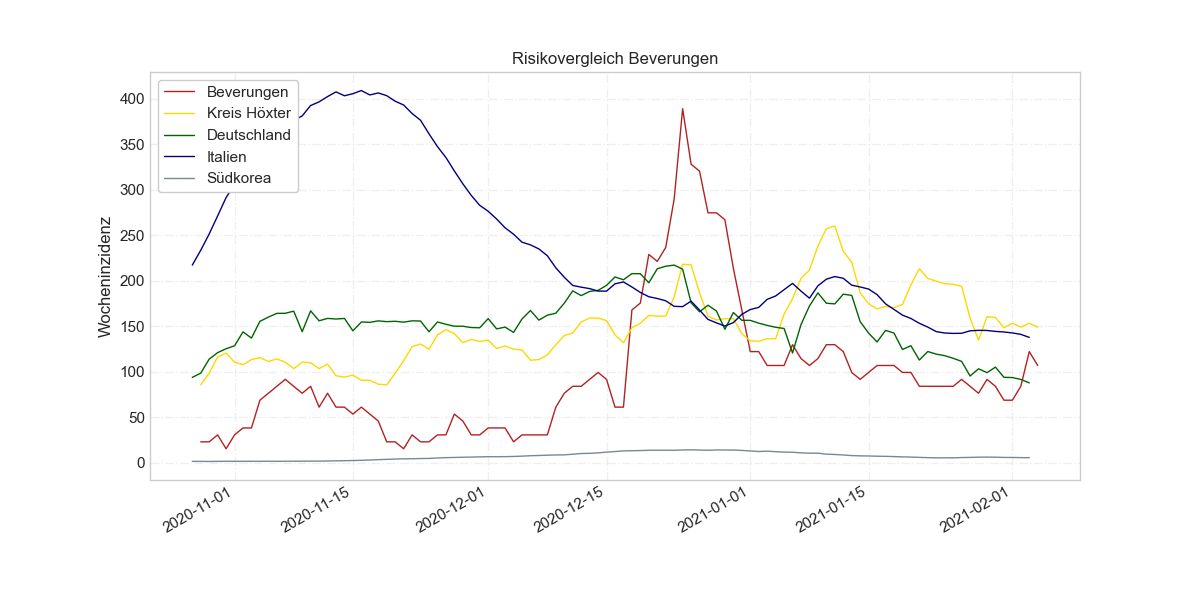 Risikovergleich Beverungen
Beverungen
Kreis Höxter
Deutschland
Italien
Südkorea
Wocheninzidenz
400
350
300
250
200
150
100
50
0
2020-11-01
2020-11-15
2020-12-01
2020-12-15
2021-01-01
2021-01-15
2021-02-01